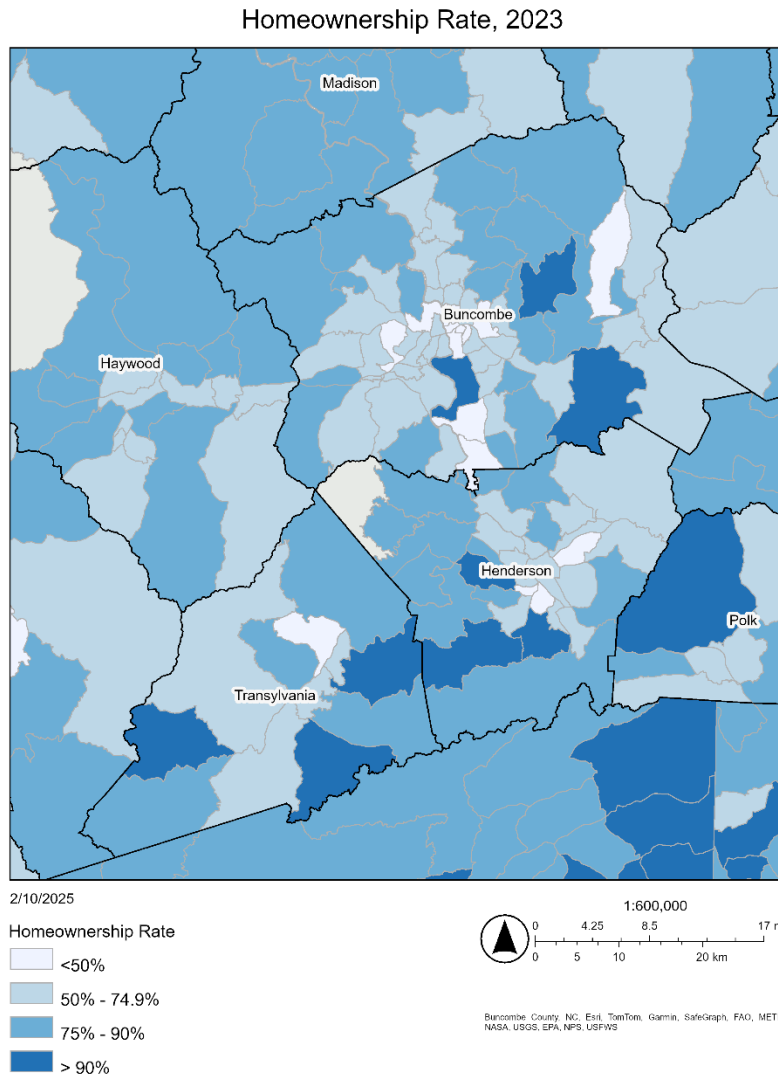 Homeownership Rate, 2023
Madison
Buncombe
Haywood
Henderson
Polk
Transylvania
2/10/2025
Homeownership Rate
<50%
50% - 74.9%
75% - 90%
> 90%
1:600,000
0 4.25 8.5 17 m
0 5 10 20 km
Buncombe County, NC, Esri, TomTom, Garmin, SafeGraph, FAO, MET
NASA, USGS, EPA, NPS, USFWS